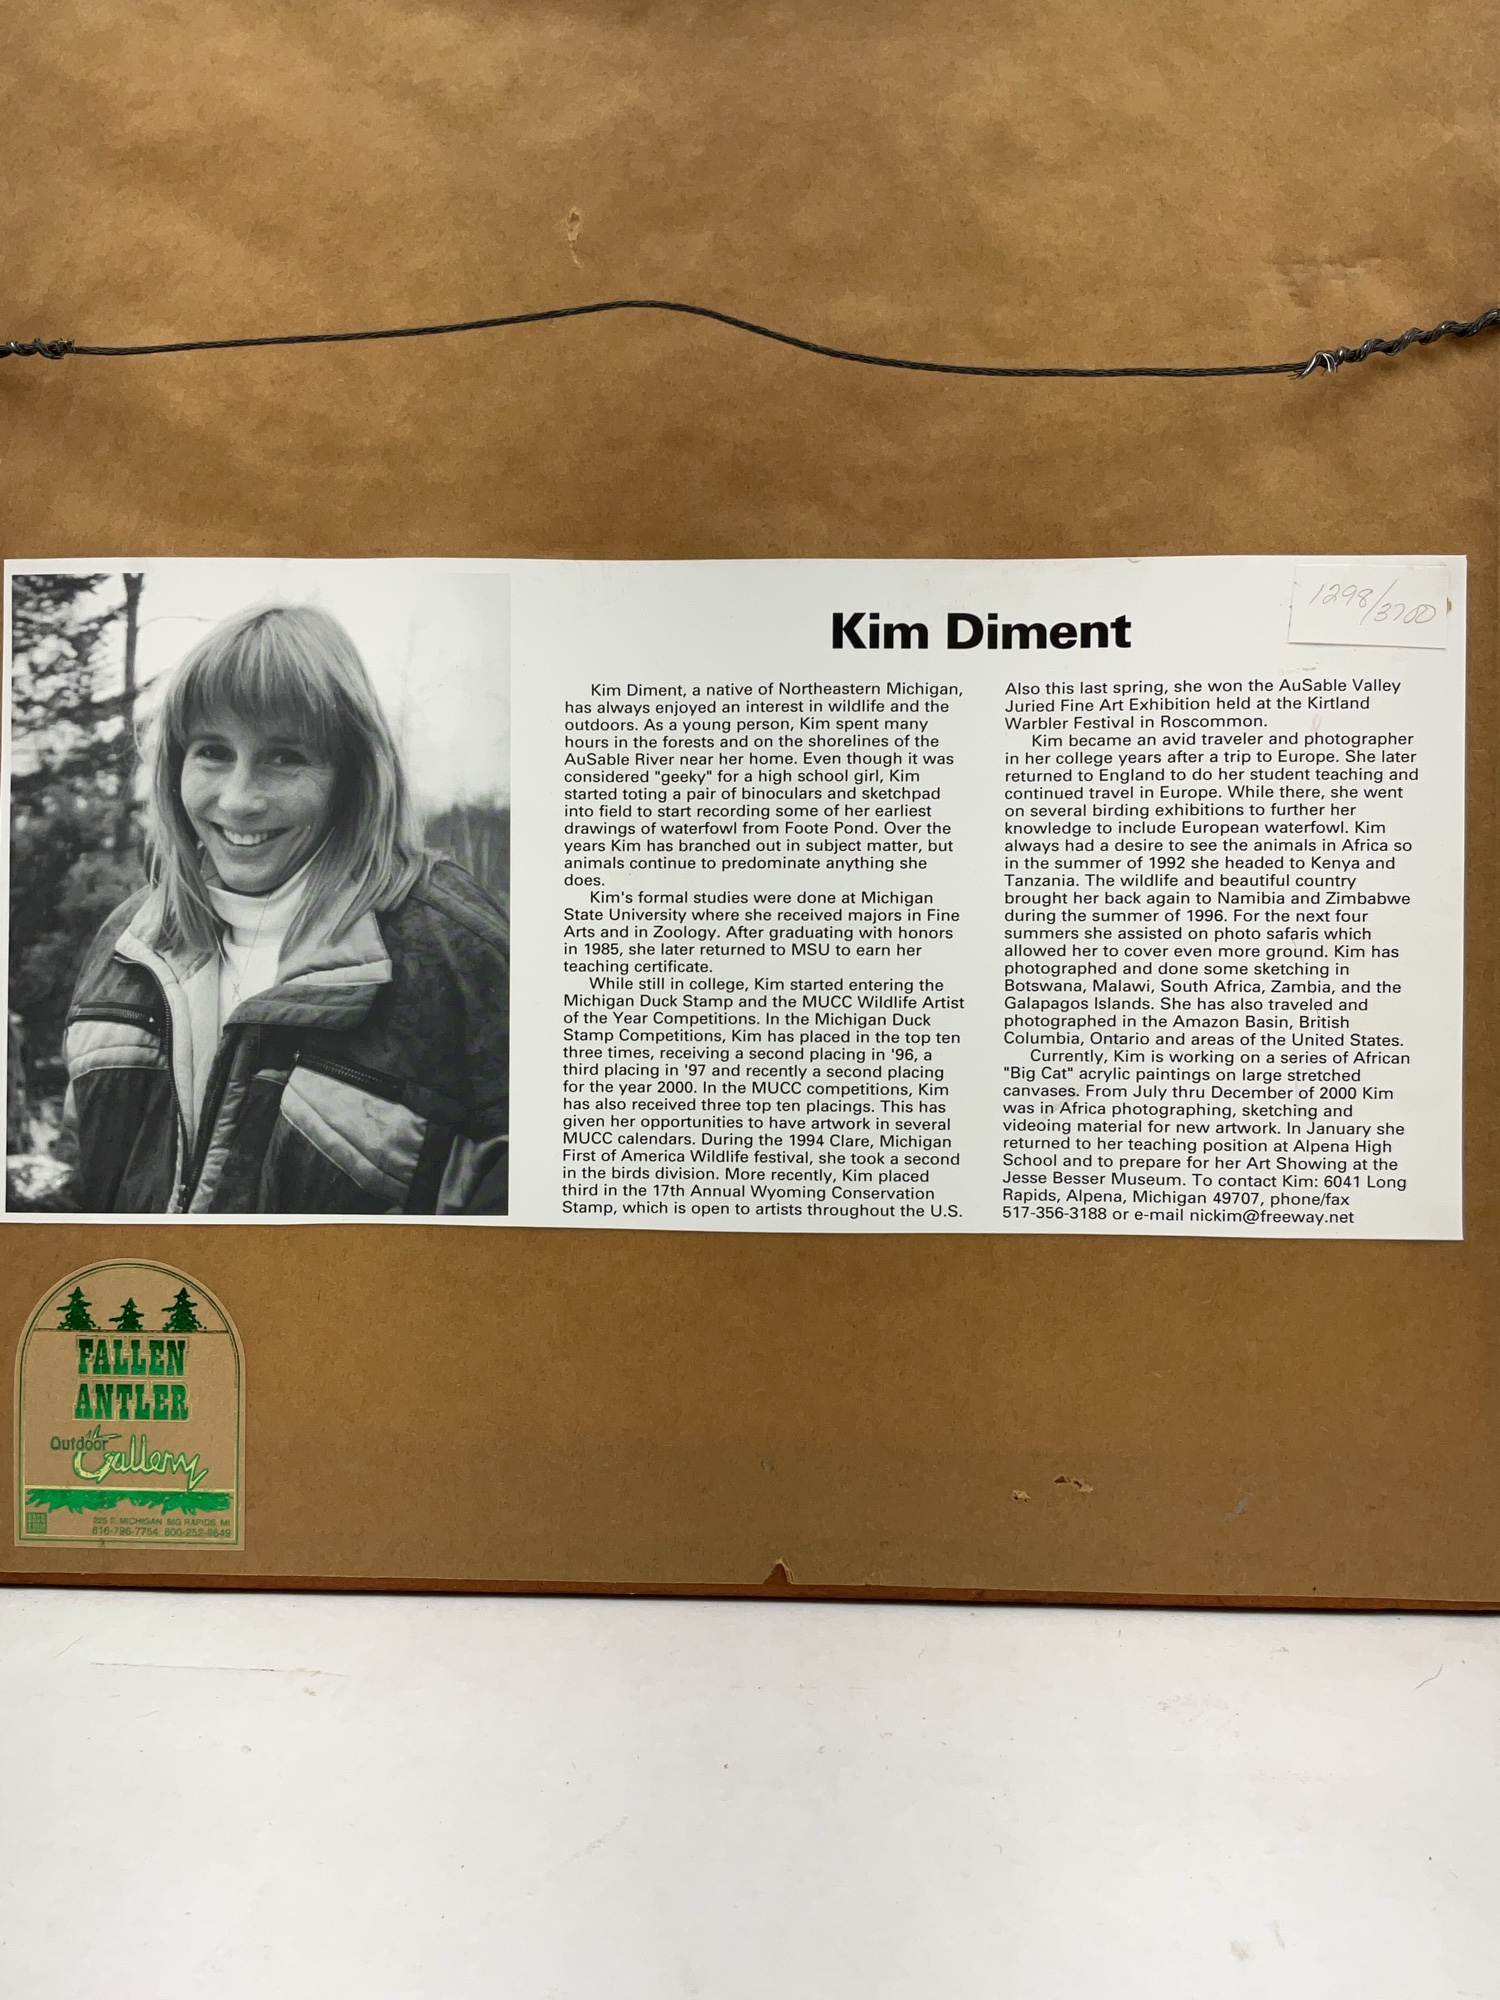 1298/3700
Kim Diment
Kim Diment, a native of Northeastern Michigan,
has always enjoyed an interest in wildlife and the
outdoors. As a young person, Kim spent many
hours in the forests and on the shorelines of the
AuSable River near her home. Even though it was
considered "geeky" for a high school girl, Kim
started toting a pair of binoculars and sketchpad
into field to start recording some of her earliest
drawings of waterfowl from Foote Pond. Over the
years Kim has branched out in subject matter, but
animals continue to predominate anything she
does.
Kim's formal studies were done at Michigan
State University where she received majors in Fine
Arts and in Zoology. After graduating with honors
in 1985, she later returned to MSU to earn her
teaching certificate.
While still in college, Kim started entering the
Michigan Duck Stamp and the MUCC Wildlife Artist
of the Year Competitions. In the Michigan Duck
Stamp Competitions, Kim has placed in the top ten
three times, receiving a second placing in '96, a
third placing in '97 and recently a second placing
for the year 2000. In the MUCC competitions, Kim
has also received three top ten placings. This has
given her opportunities to have artwork in several
MUCC calendars. During the 1994 Clare, Michigan
First of America Wildlife festival, she took a second
in the birds division. More recently, Kim placed
third in the 17th Annual Wyoming Conservation
Stamp, which is open to artists throughout the U.S.
Also this last spring, she won the AuSable Valley
Juried Fine Art Exhibition held at the Kirtland
Warbler Festival in Roscommon.
Kim became an avid traveler and photographer
in her college years after a trip to Europe. She later
returned to England to do her student teaching and
continued travel in Europe. While there, she went
on several birding exhibitions to further her
knowledge to include European waterfowl. Kim
always had a desire to see the animals in Africa so
in the summer of 1992 she headed to Kenya and
Tanzania. The wildlife and beautiful country
brought her back again to Namibia and Zimbabwe
during the summer of 1996. For the next four
summers she assisted on photo safaris which
allowed her to cover even more ground. Kim has
photographed and done some sketching in
Botswana, Malawi, South Africa, Zambia, and the
Galapagos Islands. She has also traveled and
photographed in the Amazon Basin, British
Columbia, Ontario and areas of the United States.
Currently, Kim is working on a series of African
"Big Cat" acrylic paintings on large stretched
canvases. From July thru December of 2000 Kim
was in Africa photographing, sketching and
videoing material for new artwork. In January she
returned to her teaching position at Alpena High
School and to prepare for her Art Showing at the
Jesse Besser Museum. To contact Kim: 6041 Long
Rapids, Alpena, Michigan 49707, phone/fax
517-356-3188 or e-mail nickim@freeway.net
FALLEN
ANTLER
Outdoor
Gallery
225 S. MICHIGAN BIG RAPIDS, MI
616-796-7754 800-252-9849